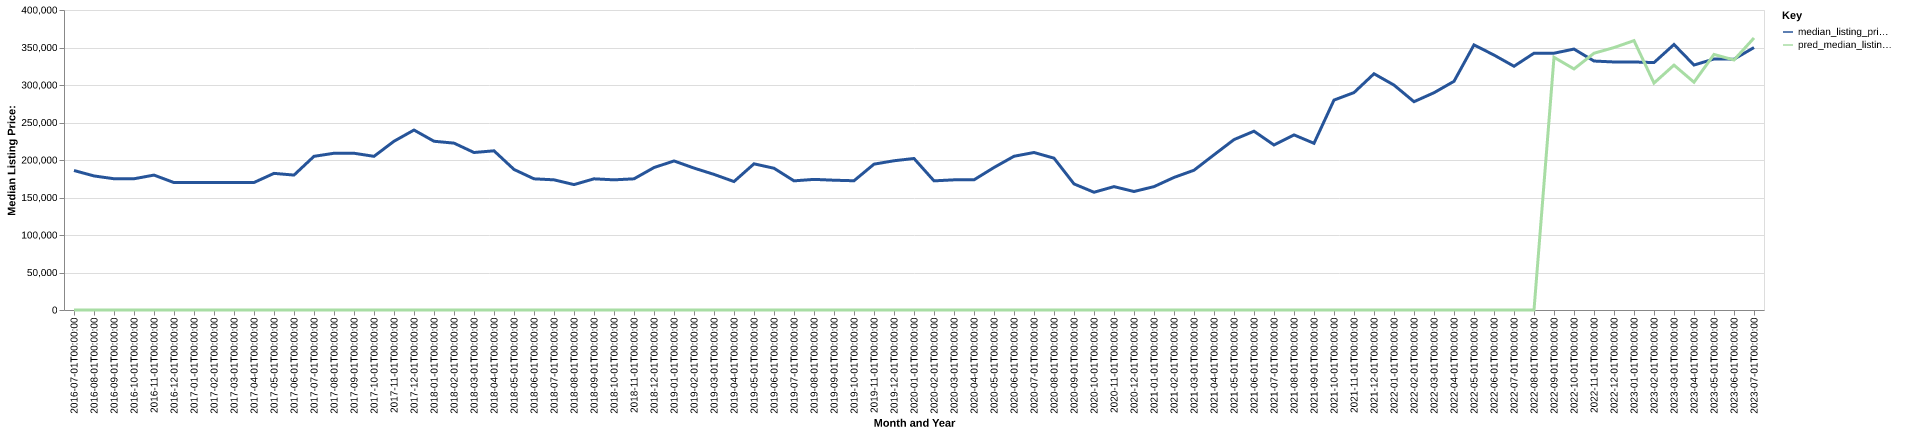 400,000
350,000
300,000
250,000
200,000
150,000
100,000
50,000
0
Median Listing Price:
2016-07-01T00:00:00
2016-08-01T00:00:00
2016-09-01T00:00:00
2016-10-01T00:00:00
2016-11-01T00:00:00
2016-12-01T00:00:00
2017-01-01T00:00:00
2017-02-01T00:00:00
2017-03-01T00:00:00
2017-04-01T00:00:00
2017-05-01T00:00:00
2017-06-01T00:00:00
2017-07-01T00:00:00
2017-08-01T00:00:00
2017-09-01T00:00:00
2017-10-01T00:00:00
2017-11-01T00:00:00
2017-12-01T00:00:00
2018-01-01T00:00:00
2018-02-01T00:00:00
2018-03-01T00:00:00
2018-04-01T00:00:00
2018-05-01T00:00:00
2018-06-01T00:00:00
2018-07-01T00:00:00
2018-08-01T00:00:00
2018-09-01T00:00:00
2018-10-01T00:00:00
2018-11-01T00:00:00
2018-12-01T00:00:00
2019-01-01T00:00:00
2019-02-01T00:00:00
2019-03-01T00:00:00
2019-04-01T00:00:00
2019-05-01T00:00:00
2019-06-01T00:00:00
2019-07-01T00:00:00
2019-08-01T00:00:00
2019-09-01T00:00:00
2019-10-01T00:00:00
2019-11-01T00:00:00
2019-12-01T00:00:00
2020-01-01T00:00:00
2020-02-01T00:00:00
2020-03-01T00:00:00
2020-04-01T00:00:00
2020-05-01T00:00:00
2020-06-01T00:00:00
2020-07-01T00:00:00
2020-08-01T00:00:00
2020-09-01T00:00:00
2020-10-01T00:00:00
2020-11-01T00:00:00
2020-12-01T00:00:00
2021-01-01T00:00:00
2021-02-01T00:00:00
2021-03-01T00:00:00
2021-04-01T00:00:00
2021-05-01T00:00:00
2021-06-01T00:00:00
2021-07-01T00:00:00
2021-08-01T00:00:00
2021-09-01T00:00:00
2021-10-01T00:00:00
2021-11-01T00:00:00
2021-12-01T00:00:00
2022-01-01T00:00:00
2022-02-01T00:00:00
2022-03-01T00:00:00
2022-04-01T00:00:00
2022-05-01T00:00:00
2022-06-01T00:00:00
2022-07-01T00:00:00
2022-08-01T00:00:00
2022-09-01T00:00:00
2022-10-01T00:00:00
2022-11-01T00:00:00
2022-12-01T00:00:00
2023-01-01T00:00:00
2023-02-01T00:00:00
2023-03-01T00:00:00
2023-04-01T00:00:00
2023-05-01T00:00:00
2023-06-01T00:00:00
2023-07-01T00:00:00
Month and Year
Key
median_listing_pri…
pred_median_listin…